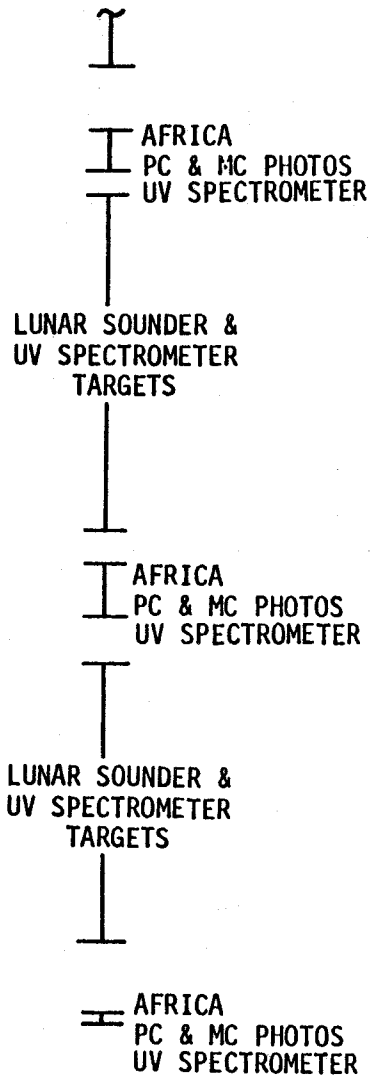 AFRICA
PC & MC PHOTOS
UV SPECTROMETER
LUNAR SOUNDER &
UV SPECTROMETER
TARGETS
AFRICA
PC & MC PHOTOS
UV SPECTROMETER
LUNAR SOUNDER &
UV SPECTROMETER
TARGETS
AFRICA
PC & MC PHOTOS
UV SPECTROMETER